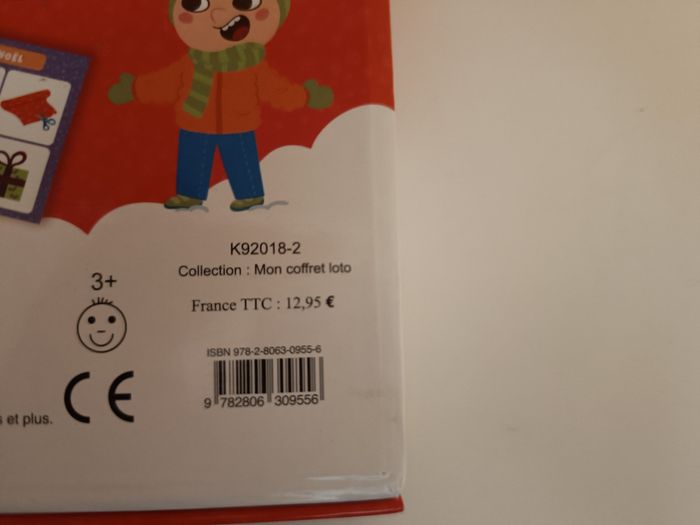 NOËL
K92018-2
Collection : Mon coffret loto
3+
France TTC : 12,95 €
ISBN 978-2-8063-0955-6
9 782806 309556
CE
et plus.